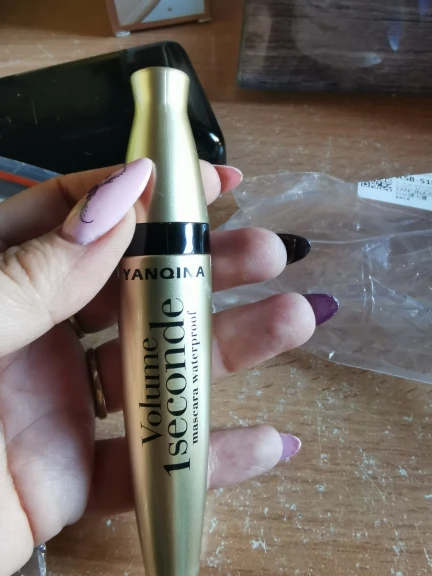 YANQINA
Volume
1seconde
mascara waterproof